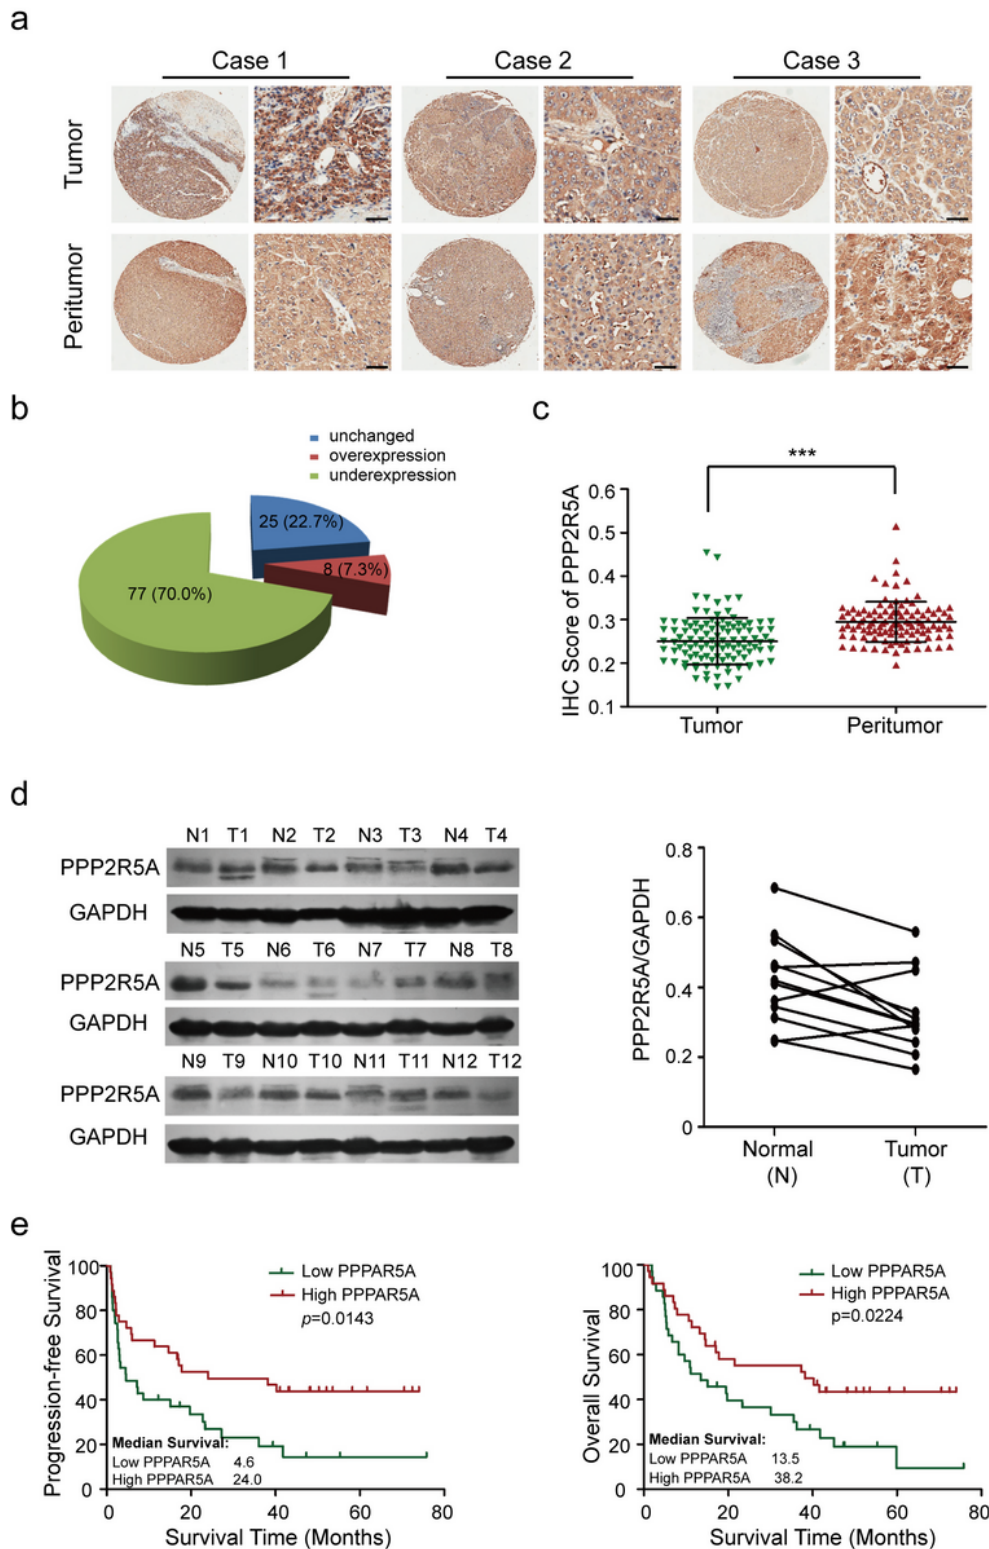 a
Case 1 Case 2 Case 3
Tumor
Peritumor
b
unchanged
overexpression
underexpression
25 (22.7%)
8 (7.3%)
77 (70.0%)
c
***
IHC Score of PPP2R5A
0.6
0.5
0.4
0.3
0.2
0.1
Tumor Peritumor
d
N1 T1 N2 T2 N3 T3 N4 T4
PPP2R5A
GAPDH
N5 T5 N6 T6 N7 T7 N8 T8
PPP2R5A
GAPDH
N9 T9 N10 T10 N11 T11 N12 T12
PPP2R5A
GAPDH
PPP2R5A/GAPDH
0.8
0.6
0.4
0.2
0
Normal Tumor
(N) (T)
e
Progression-free Survival
100
80
60
40
20
Low PPPAR5A
High PPPAR5A
p=0.0143
Median Survival:
Low PPPAR5A 4.6
High PPPAR5A 24.0
0 20 40 60 80
Survival Time (Months)
Overall Survival
100
80
60
40
20
Low PPPAR5A
High PPPAR5A
p=0.0224
Median Survival:
Low PPPAR5A 13.5
High PPPAR5A 38.2
0 20 40 60 80
Survival Time (Months)